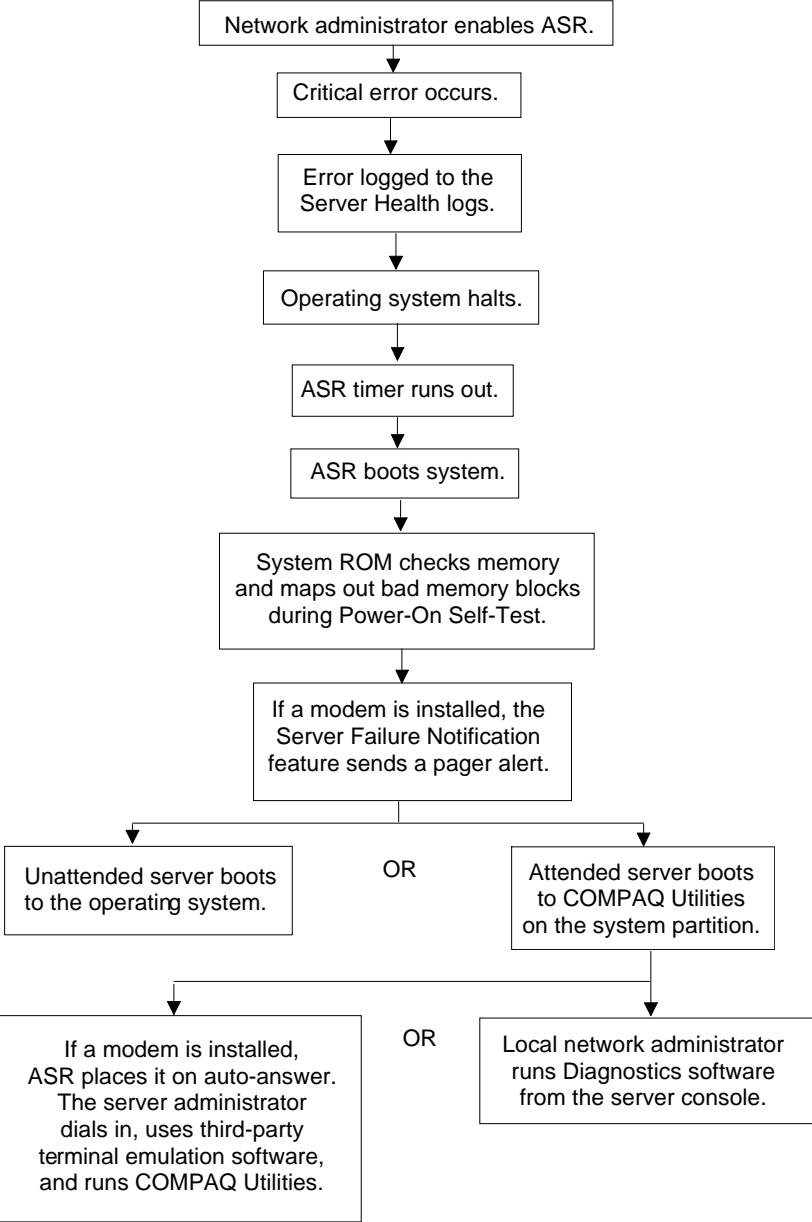 Network administrator enables ASR.
Critical error occurs.
Error logged to the
Server Health logs.
Operating system halts.
ASR timer runs out.
ASR boots system.
System ROM checks memory
and maps out bad memory blocks
during Power-On Self-Test.
If a modem is installed, the
Server Failure Notification
feature sends a pager alert.
Unattended server boots
to the operating system.
OR
Attended server boots
to COMPAQ Utilities
on the system partition.
If a modem is installed,
ASR places it on auto-answer.
The server administrator
dials in, uses third-party
terminal emulation software,
and runs COMPAQ Utilities.
OR
Local network administrator
runs Diagnostics software
from the server console.